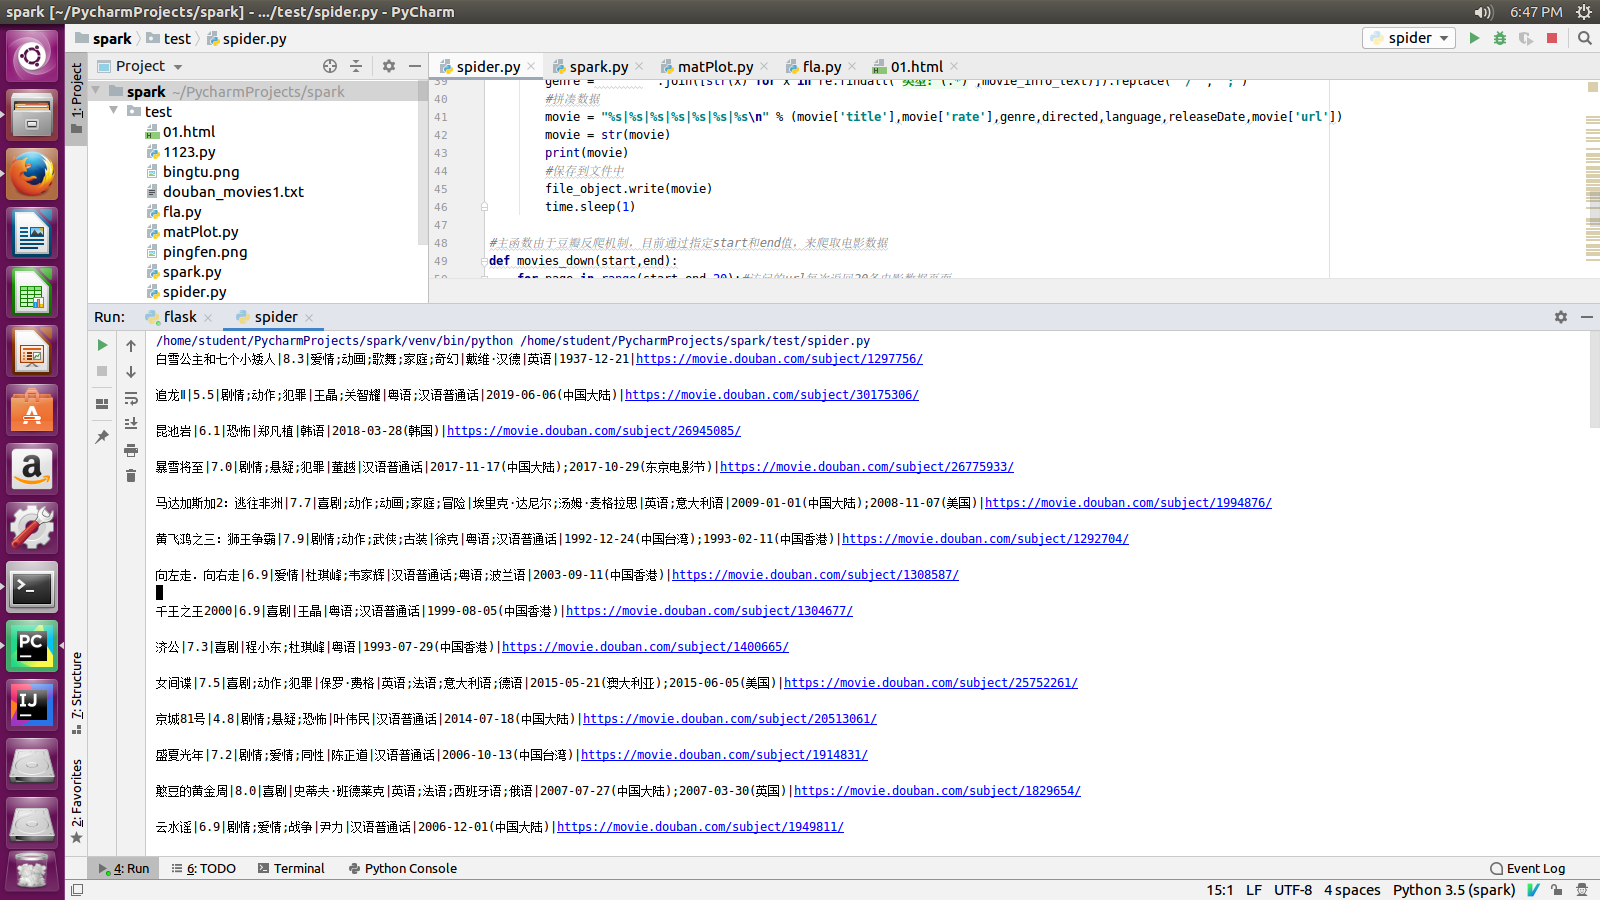 spark [~/PycharmProjects/spark] - .../test/spider.py - PyCharm
6:47 PM
spark test spider.py
spider
1: Project
Project
spider.py spark.py matPlot.py fla.py 01.html
spark ~/PycharmProjects/spark
test
01.html
1123.py
bingtu.png
douban_movies1.txt
fla.py
matPlot.py
pingfen.png
spark.py
spider.py
40 #拼凑数据
41 movie = "%s|%s|%s|%s|%s|%s|%s\n" % (movie['title'],movie['rate'],genre,directed,language,releaseDate,movie['url'])
42 movie = str(movie)
43 print(movie)
44 #保存到文件中
45 file_object.write(movie)
46 time.sleep(1)
47
48 #主函数由于豆瓣反爬机制，目前通过指定start和end值，来爬取电影数据
49 def movies_down(start,end):
Run: flask spider
/home/student/PycharmProjects/spark/venv/bin/python /home/student/PycharmProjects/spark/test/spider.py
白雪公主和七个小矮人|8.3|爱情;动画;歌舞;家庭;奇幻|戴维·汉德|英语|1937-12-21|https://movie.douban.com/subject/1297756/
追龙Ⅱ|5.5|剧情;动作;犯罪|王晶;关智耀|粤语;汉语普通话|2019-06-06(中国大陆)|https://movie.douban.com/subject/30175306/
昆池岩|6.1|恐怖|郑凡植|韩语|2018-03-28(韩国)|https://movie.douban.com/subject/26945085/
暴雪将至|7.0|剧情;悬疑;犯罪|董越|汉语普通话|2017-11-17(中国大陆);2017-10-29(东京电影节)|https://movie.douban.com/subject/26775933/
马达加斯加2：逃往非洲|7.7|喜剧;动作;动画;家庭;冒险|埃里克·达尼尔;汤姆·麦格拉思|英语;意大利语|2009-01-01(中国大陆);2008-11-07(美国)|https://movie.douban.com/subject/1994876/
黄飞鸿之三：狮王争霸|7.9|剧情;动作;武侠;古装|徐克|粤语;汉语普通话|1992-12-24(中国台湾);1993-02-11(中国香港)|https://movie.douban.com/subject/1292704/
向左走．向右走|6.9|爱情|杜琪峰;韦家辉|汉语普通话;粤语;波兰语|2003-09-11(中国香港)|https://movie.douban.com/subject/1308587/
千王之王2000|6.9|喜剧|王晶|粤语;汉语普通话|1999-08-05(中国香港)|https://movie.douban.com/subject/1304677/
济公|7.3|喜剧|程小东;杜琪峰|粤语|1993-07-29(中国香港)|https://movie.douban.com/subject/1400665/
女间谍|7.5|喜剧;动作;犯罪|保罗·费格|英语;法语;意大利语;德语|2015-05-21(澳大利亚);2015-06-05(美国)|https://movie.douban.com/subject/25752261/
京城81号|4.8|剧情;悬疑;恐怖|叶伟民|汉语普通话|2014-07-18(中国大陆)|https://movie.douban.com/subject/20513061/
盛夏光年|7.2|剧情;爱情;同性|陈正道|汉语普通话|2006-10-13(中国台湾)|https://movie.douban.com/subject/1914831/
憨豆的黄金周|8.0|喜剧|史蒂夫·班德莱克|英语;法语;西班牙语;俄语|2007-07-27(中国大陆);2007-03-30(英国)|https://movie.douban.com/subject/1829654/
云水谣|6.9|剧情;爱情;战争|尹力|汉语普通话|2006-12-01(中国大陆)|https://movie.douban.com/subject/1949811/
7: Structure
2: Favorites
4: Run 6: TODO Terminal Python Console Event Log
15:1 LF UTF-8 4 spaces Python 3.5 (spark)